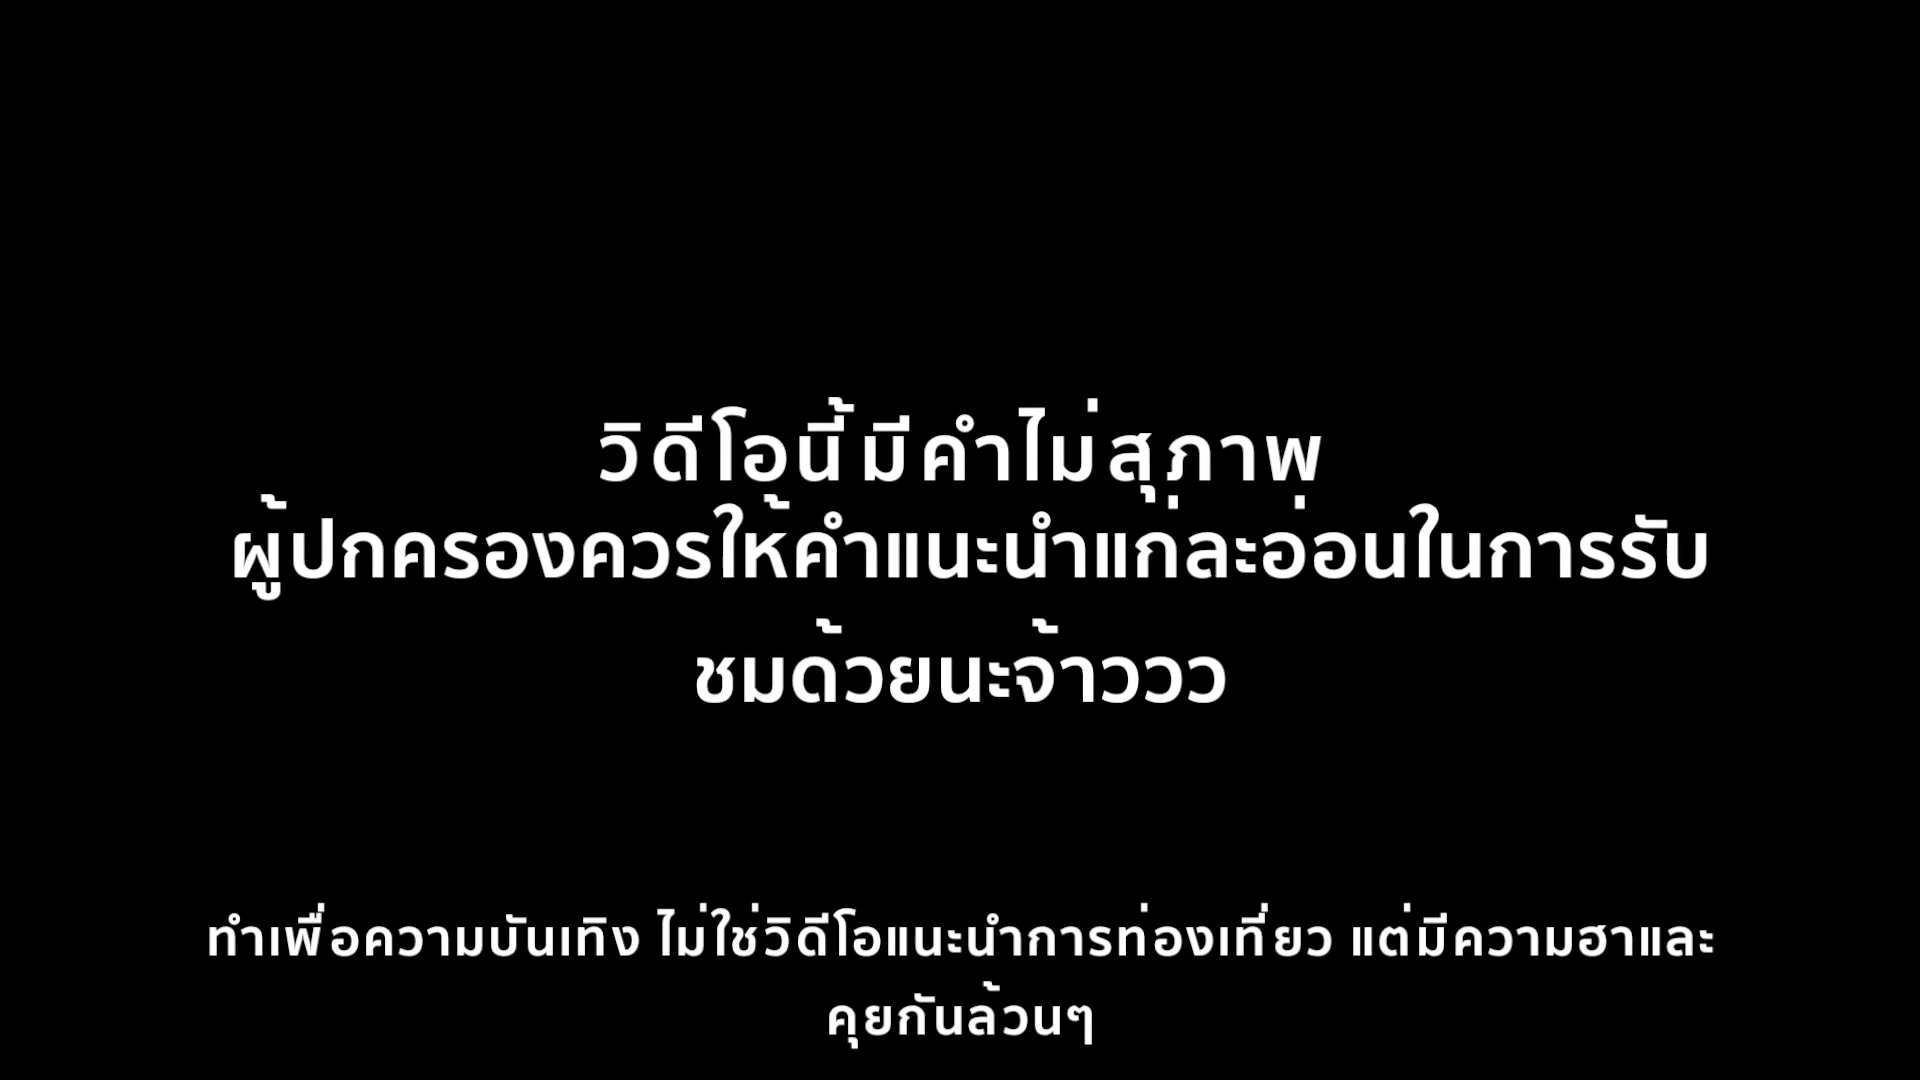 วิดีโอนี้มีคำไม่สุภาพ
ผู้ปกครองควรให้คำแนะนำแก่ละอ่อนในการรับ
ชมด้วยนะจ้าววว
ทำเพื่อความบันเทิง ไม่ใช่วิดีโอแนะนำการท่องเที่ยว แต่มีความฮาและ
คุยกันล้วนๆ